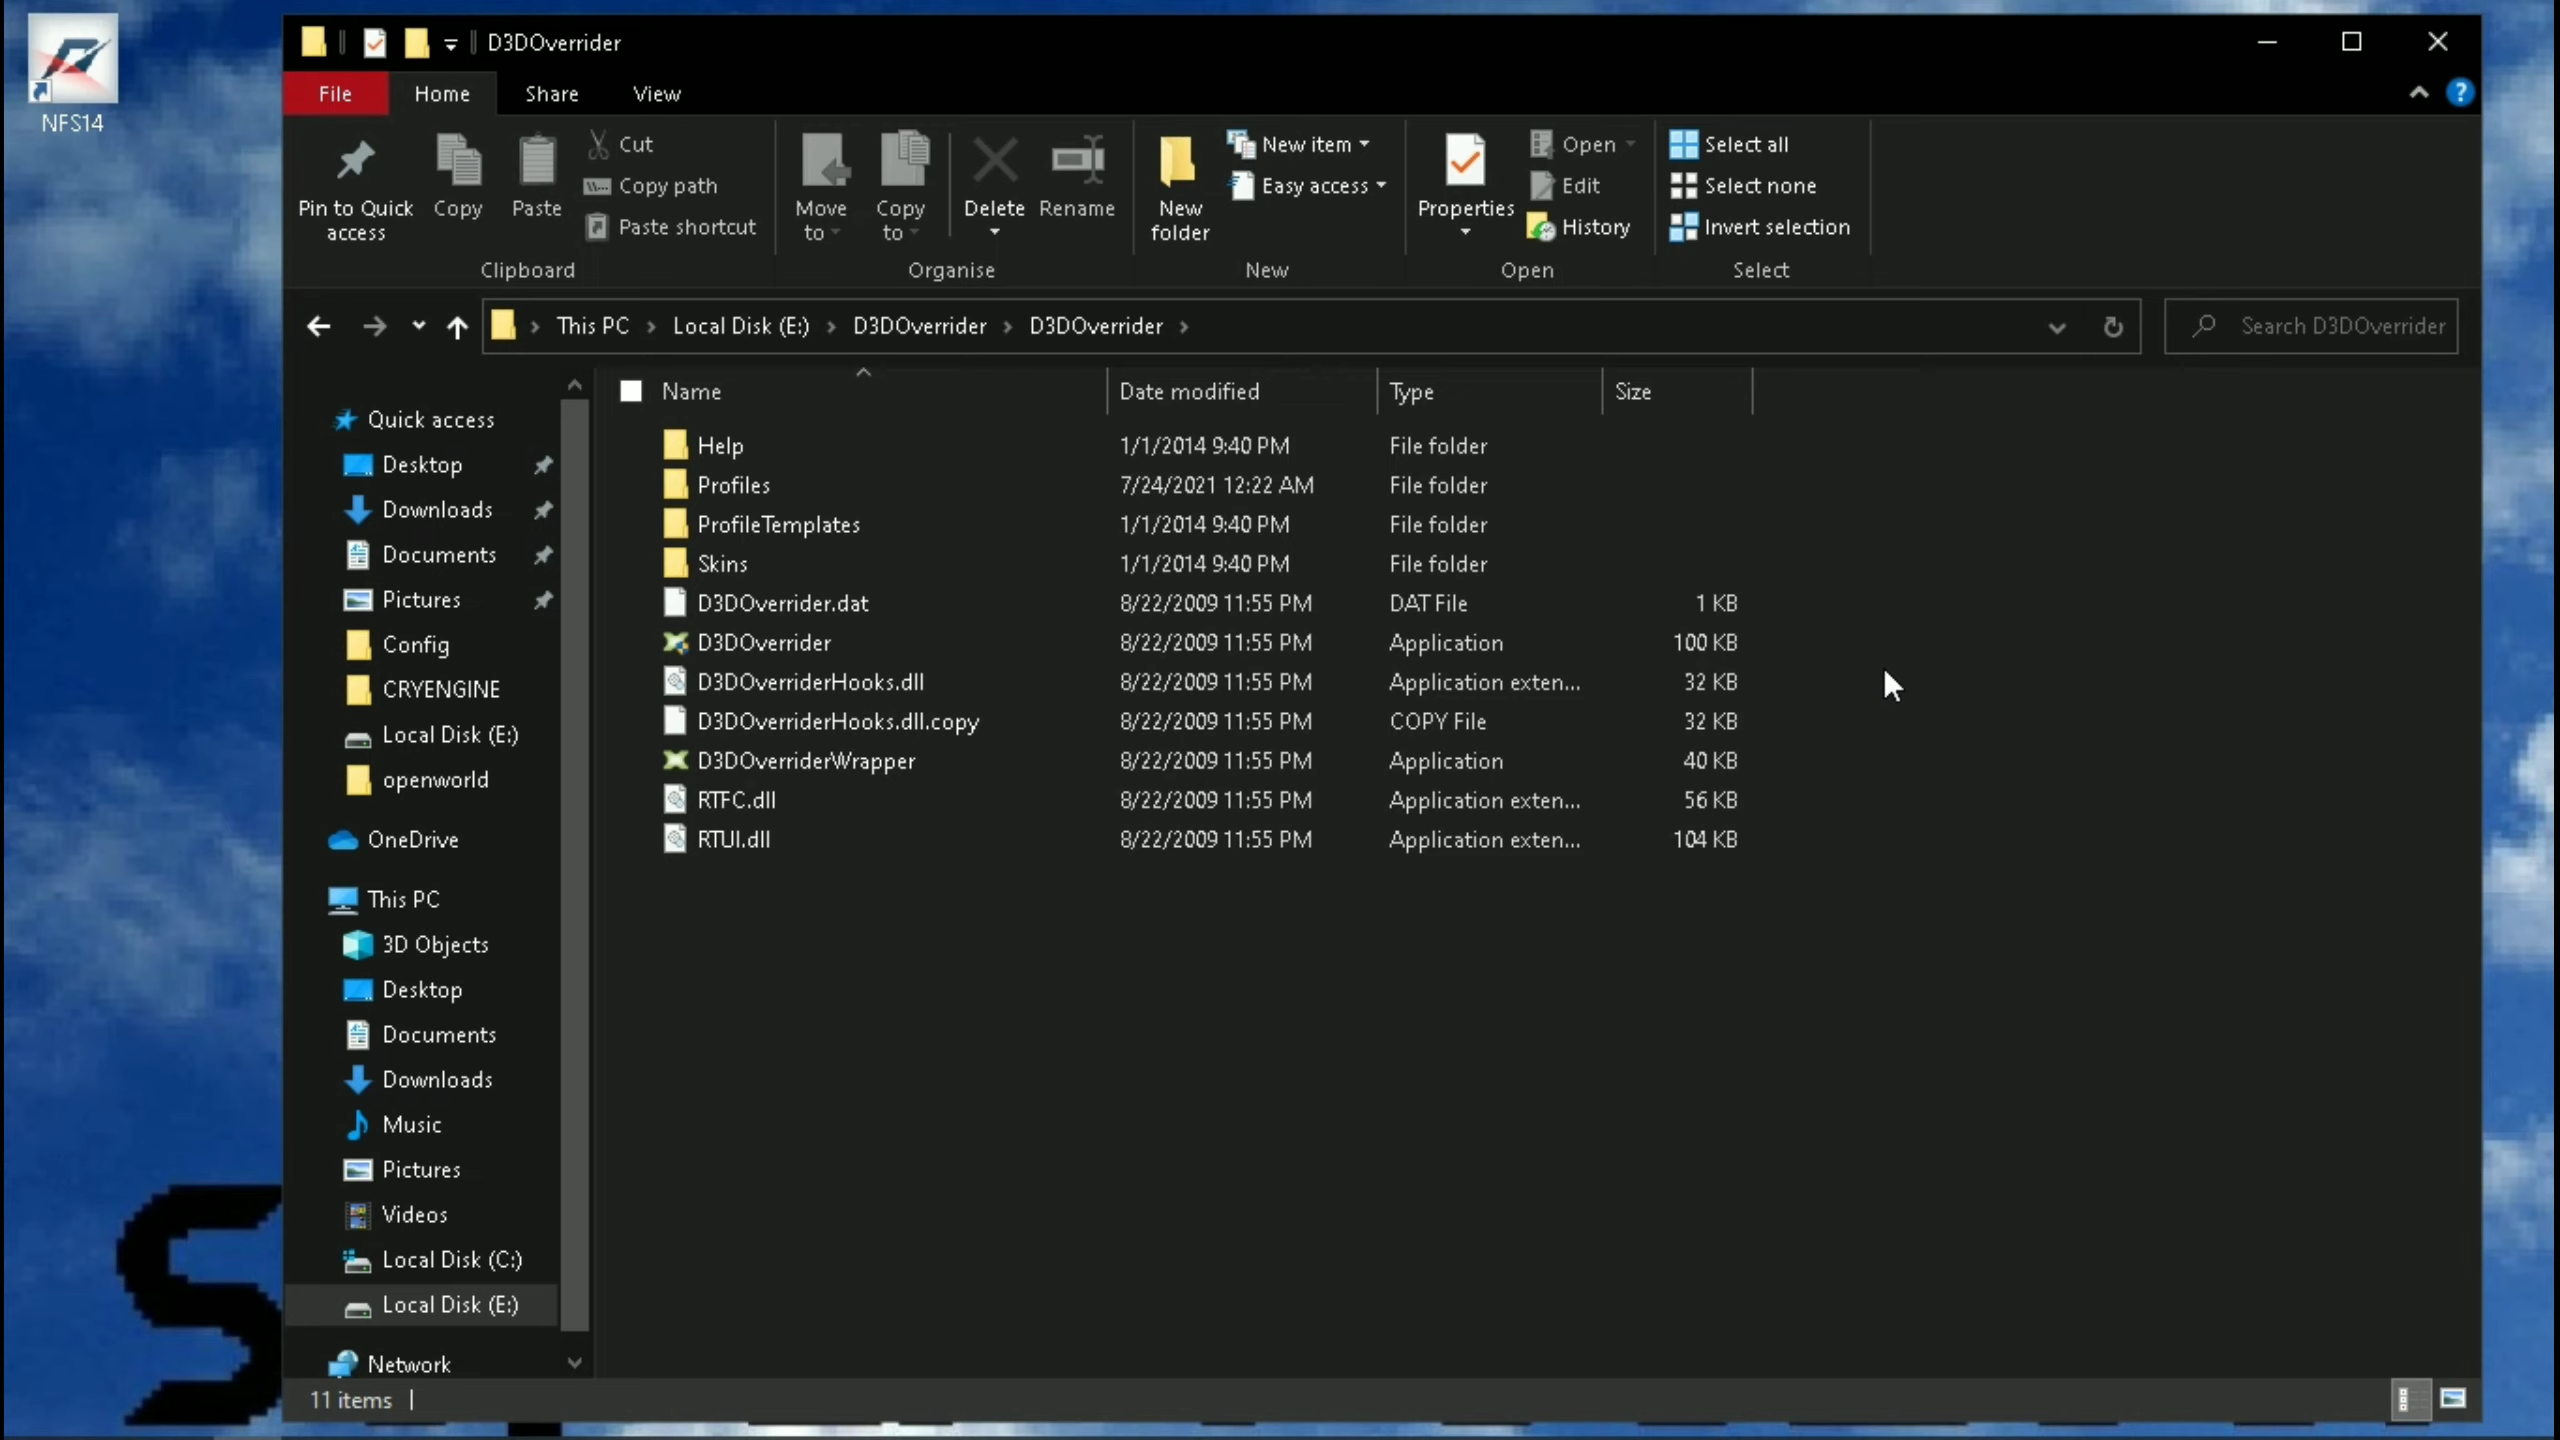 NFS14
D3DOverrider
File Home Share View
Pin to Quick access
Copy
Paste
Cut
Copy path
Paste shortcut
Clipboard
Move to
Copy to
Delete
Rename
Organise
New folder
New item
Easy access
New
Properties
Open
Edit
History
Open
Select all
Select none
Invert selection
Select
This PC Local Disk (E:) D3DOverrider D3DOverrider
Search D3DOverrider
Quick access
Desktop
Downloads
Documents
Pictures
Config
CRYENGINE
Local Disk (E:)
openworld
OneDrive
This PC
3D Objects
Desktop
Documents
Downloads
Music
Pictures
Videos
Local Disk (C:)
Local Disk (E:)
Network
Name Date modified Type Size
Help 1/1/2014 9:40 PM File folder
Profiles 7/24/2021 12:22 AM File folder
ProfileTemplates 1/1/2014 9:40 PM File folder
Skins 1/1/2014 9:40 PM File folder
D3DOverrider.dat 8/22/2009 11:55 PM DAT File 1 KB
D3DOverrider 8/22/2009 11:55 PM Application 100 KB
D3DOverriderHooks.dll 8/22/2009 11:55 PM Application exten... 32 KB
D3DOverriderHooks.dll.copy 8/22/2009 11:55 PM COPY File 32 KB
D3DOverriderWrapper 8/22/2009 11:55 PM Application 40 KB
RTFC.dll 8/22/2009 11:55 PM Application exten... 56 KB
RTUI.dll 8/22/2009 11:55 PM Application exten... 104 KB
11 items